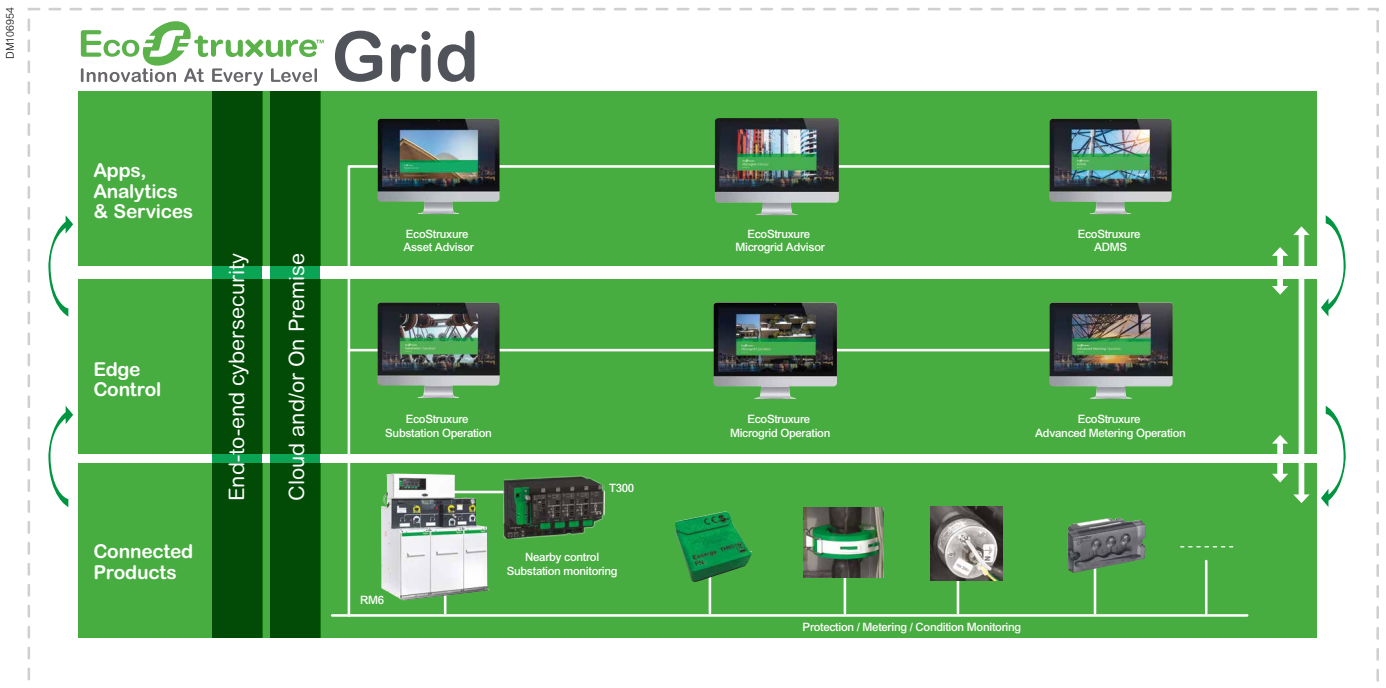 DM106954
EcoStruxure™
Innovation At Every Level
Grid
Apps,
Analytics
& Services
EcoStruxure
Asset Advisor
EcoStruxure
Microgrid Advisor
EcoStruxure
ADMS
End-to-end cybersecurity
Cloud and/or On Premise
Edge
Control
EcoStruxure
Substation Operation
EcoStruxure
Microgrid Operation
EcoStruxure
Advanced Metering Operation
Connected
Products
RM6
T300
Nearby control
Substation monitoring
Protection / Metering / Condition Monitoring